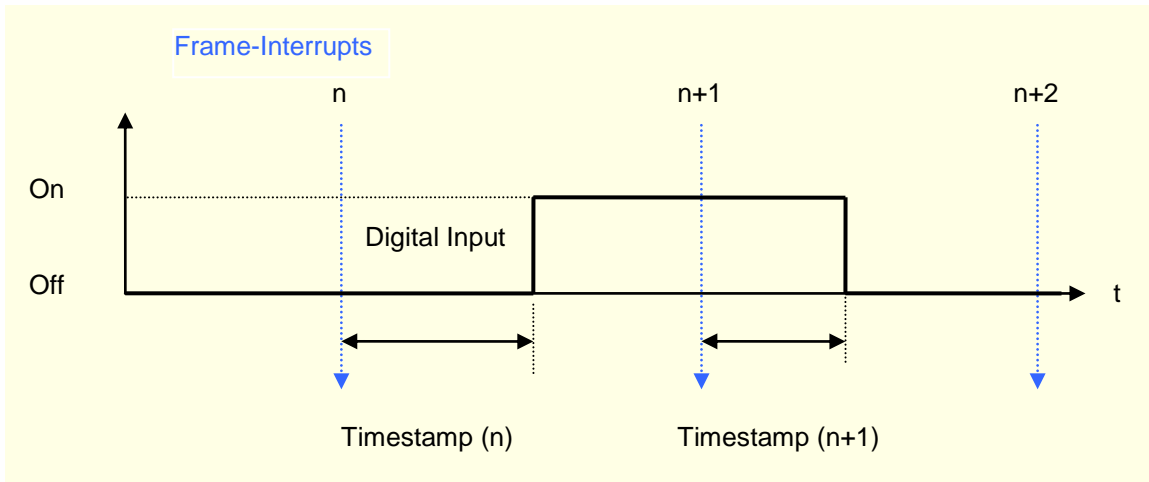 Frame-Interrupts
n n+1 n+2
On
Digital Input
Off
t
Timestamp (n) Timestamp (n+1)